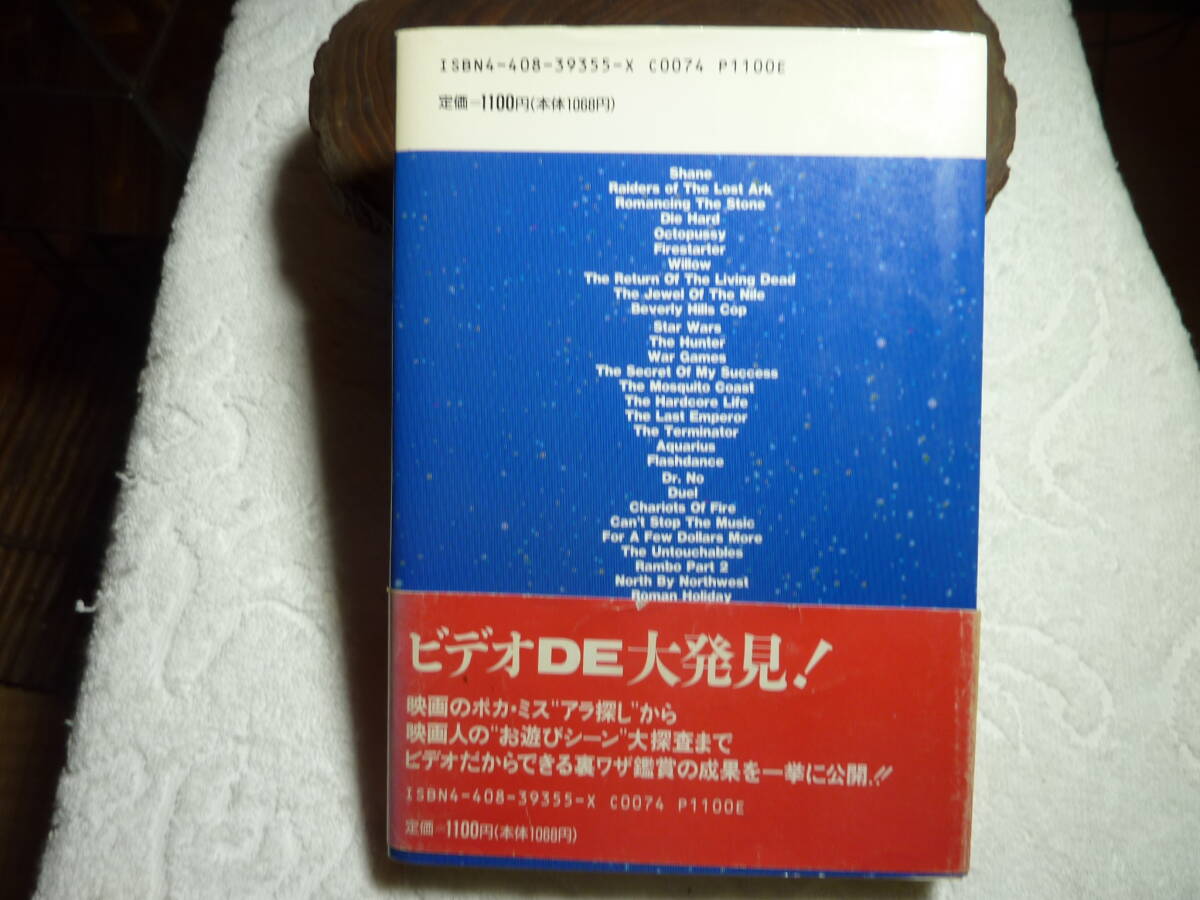 ISBN4-408-39355-X C0074 P1100E
定価=1100円(本体1068円)
Shane
Raiders of The Lost Ark
Romancing The Stone
Die Hard
Octopussy
Firestarter
Willow
The Return Of The Living Dead
The Jewel Of The Nile
Beverly Hills Cop
Star Wars
The Hunter
War Games
The Secret Of My Success
The Mosquito Coast
The Hardcore Life
The Last Emperor
The Terminator
Aquarius
Flashdance
Dr. No
Duel
Chariots Of Fire
Can't Stop The Music
For A Few Dollars More
The Untouchables
Rambo Part 2
North By Northwest
Roman Holiday
ビデオDE大発見!
映画のポカ・ミス"アラ探し"から
映画人の"お遊びシーン"大探査まで
ビデオだからできる裏ワザ鑑賞の成果を一挙に公開!!
ISBN4-408-39355-X C0074 P1100E
定価=1100円(本体1068円)